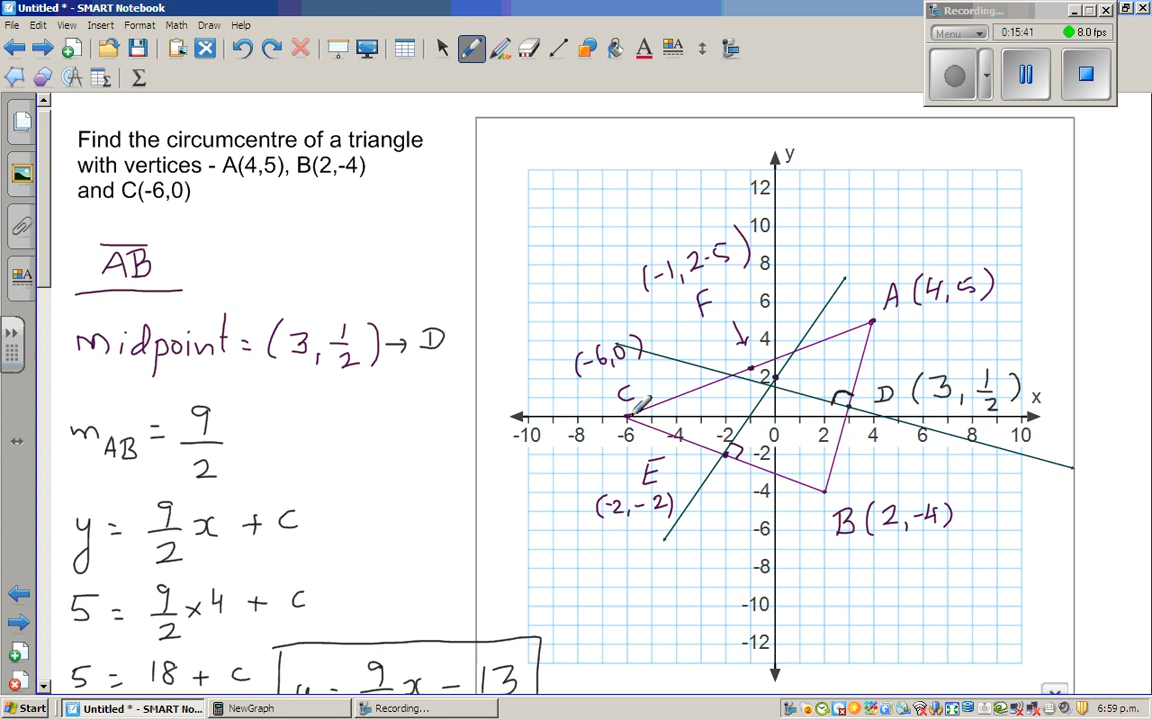 Untitled * - SMART Notebook
File Edit View Insert Format Math Draw Help
Recording...
Menu 0:15:41 8.0 fps
Find the circumcentre of a triangle
with vertices - A(4,5), B(2,-4)
and C(-6,0)
AB
Midpoint = (3, 1/2) → D
m AB = 9/2
y = 9/2 x + c
5 = 9/2 x 4 + c
5 = 18 + c
y = 9/2 x - 13
y
12
10
8
6
4
2
-10 -8 -6 -4 -2 0 2 4 6 8 10 x
-2
-4
-6
-8
-10
-12
(-1, 2.5)
F
A (4, 5)
(-6,0)
C
D (3, 1/2)
E
(-2, -2)
B (2, -4)
Start Untitled * - SMART No... NewGraph Recording... 6:59 p.m.